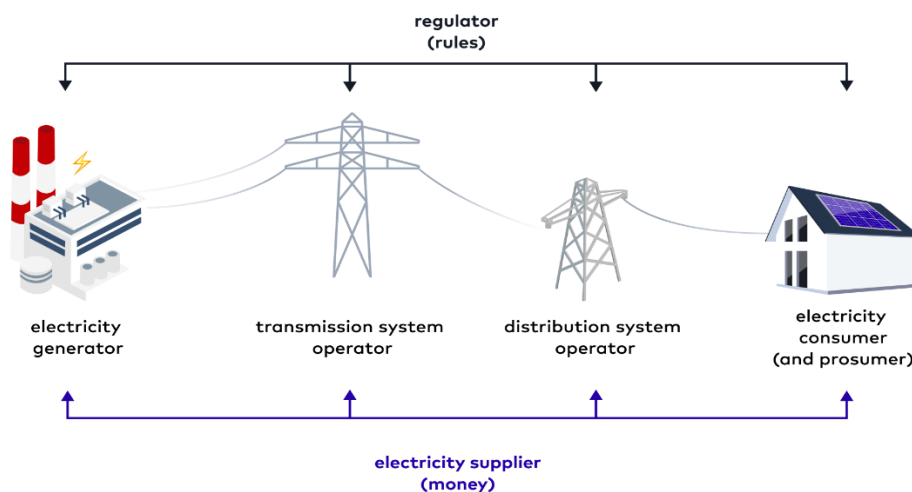 regulator
(rules)
electricity
generator
transmission system
operator
distribution system
operator
electricity
consumer
(and prosumer)
electricity supplier
(money)